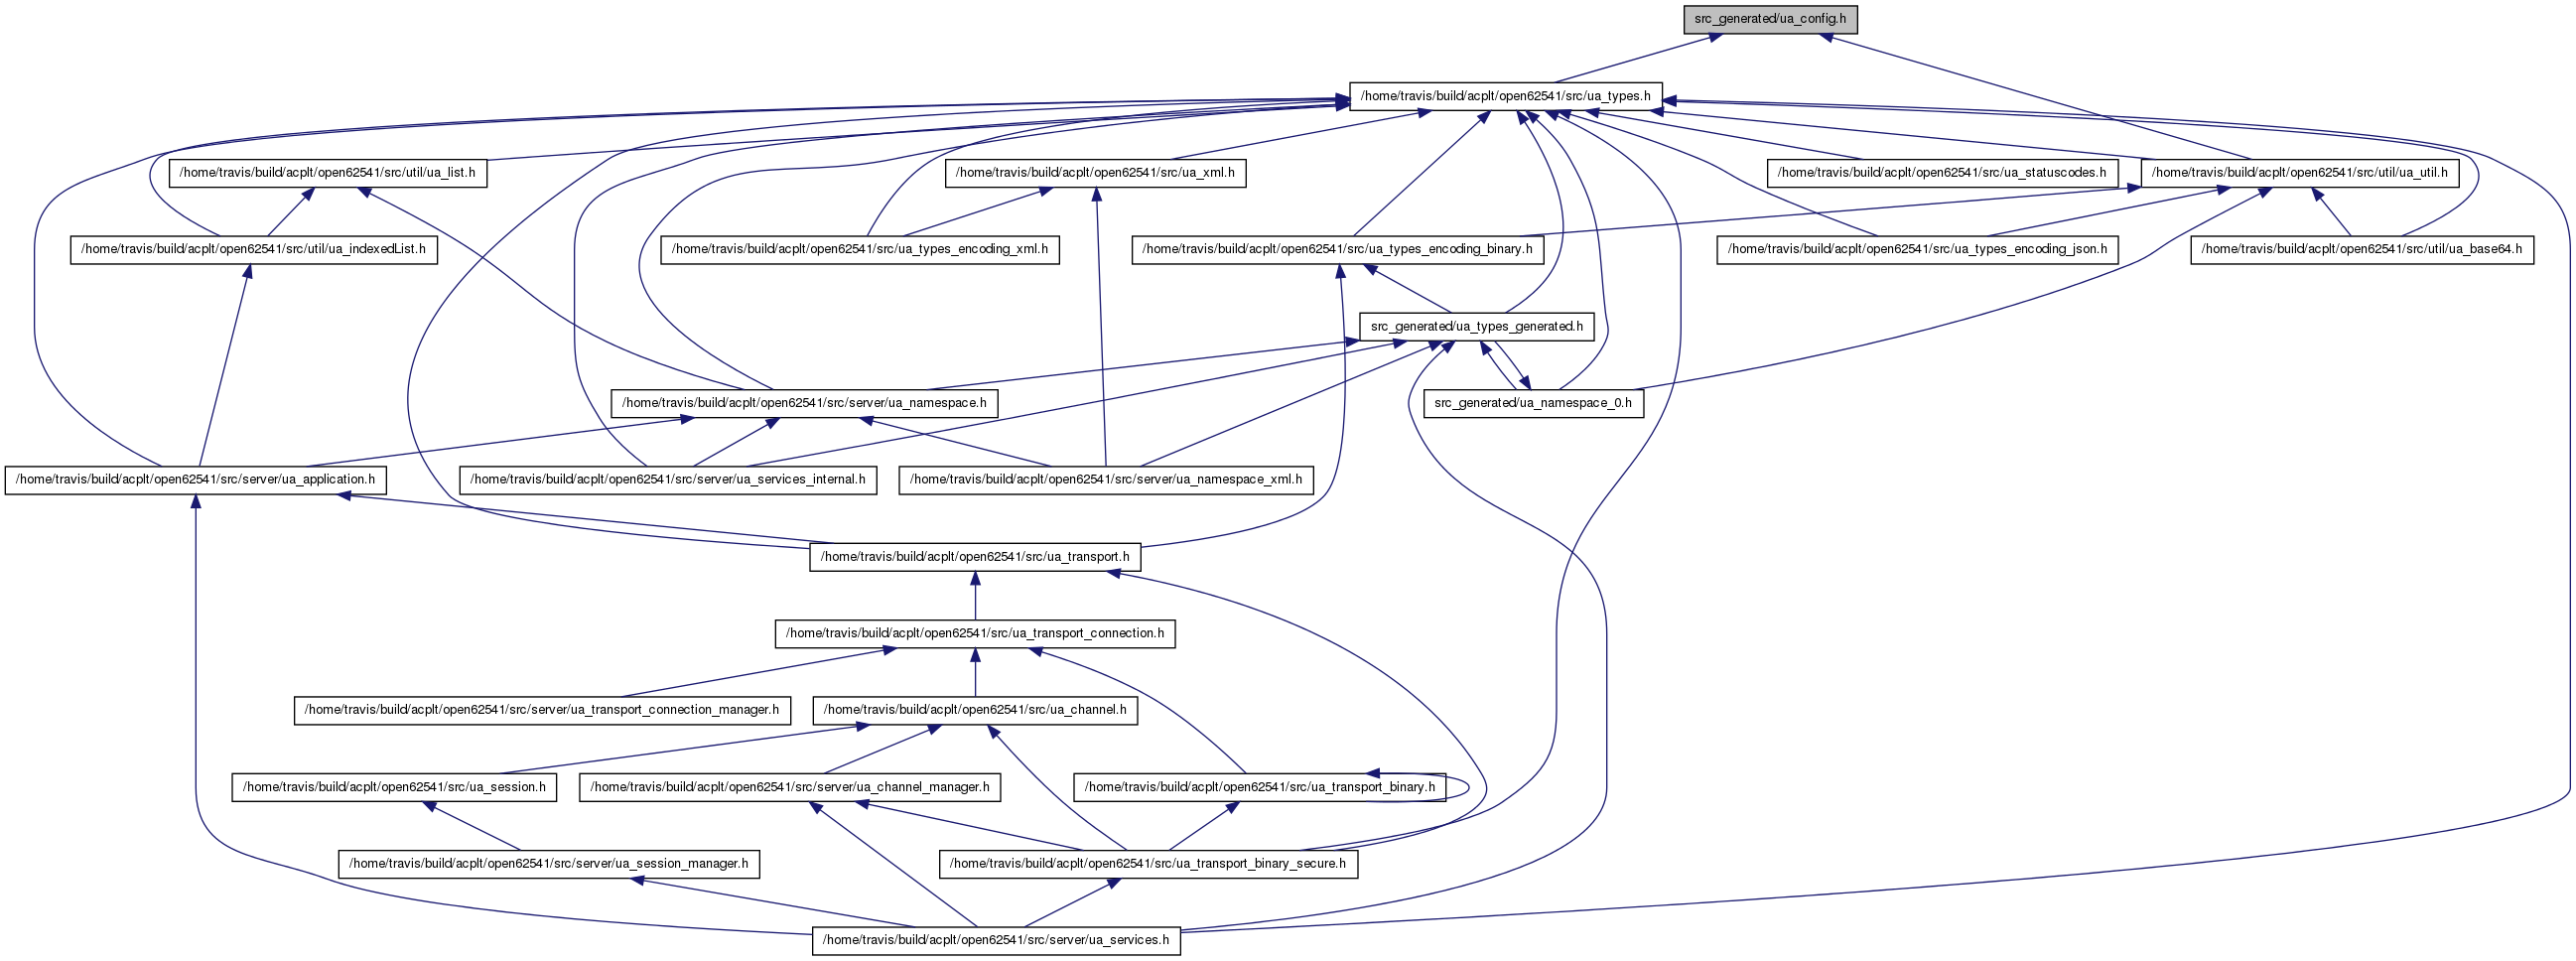 src_generated/ua_config.h
/home/travis/build/acplt/open62541/src/ua_types.h
/home/travis/build/acplt/open62541/src/util/ua_list.h
/home/travis/build/acplt/open62541/src/ua_xml.h
/home/travis/build/acplt/open62541/src/ua_statuscodes.h
/home/travis/build/acplt/open62541/src/util/ua_util.h
/home/travis/build/acplt/open62541/src/util/ua_indexedList.h
/home/travis/build/acplt/open62541/src/ua_types_encoding_xml.h
/home/travis/build/acplt/open62541/src/ua_types_encoding_binary.h
/home/travis/build/acplt/open62541/src/ua_types_encoding_json.h
/home/travis/build/acplt/open62541/src/util/ua_base64.h
src_generated/ua_types_generated.h
/home/travis/build/acplt/open62541/src/server/ua_namespace.h
src_generated/ua_namespace_0.h
/home/travis/build/acplt/open62541/src/server/ua_application.h
/home/travis/build/acplt/open62541/src/server/ua_services_internal.h
/home/travis/build/acplt/open62541/src/server/ua_namespace_xml.h
/home/travis/build/acplt/open62541/src/ua_transport.h
/home/travis/build/acplt/open62541/src/ua_transport_connection.h
/home/travis/build/acplt/open62541/src/server/ua_transport_connection_manager.h
/home/travis/build/acplt/open62541/src/ua_channel.h
/home/travis/build/acplt/open62541/src/ua_session.h
/home/travis/build/acplt/open62541/src/server/ua_channel_manager.h
/home/travis/build/acplt/open62541/src/ua_transport_binary.h
/home/travis/build/acplt/open62541/src/server/ua_session_manager.h
/home/travis/build/acplt/open62541/src/ua_transport_binary_secure.h
/home/travis/build/acplt/open62541/src/server/ua_services.h